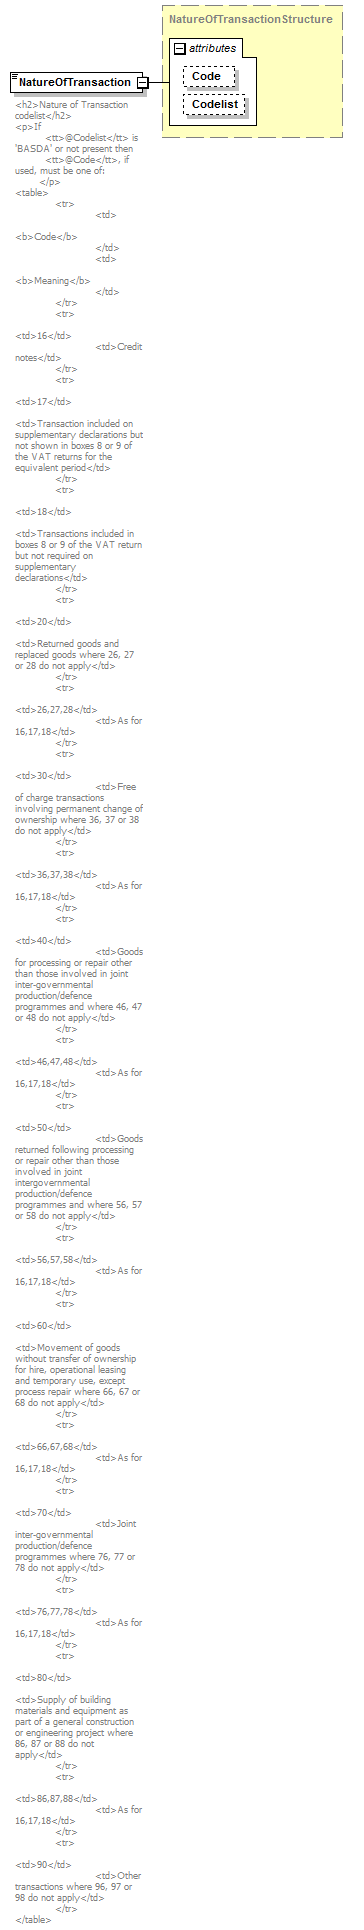 NatureOfTransactionStructure
attributes
Code
Codelist
NatureOfTransaction
<h2>Nature of Transaction
codelist</h2>
<p>If
<tt>@Codelist</tt> is
'BASDA' or not present then
<tt>@Code</tt>, if
used, must be one of:
</p>
<table>
<tr>
<td>
<b>Code</b>
</td>
<td>
<b>Meaning</b>
</td>
</tr>
<tr>
<td>16</td>
<td>Credit
notes</td>
</tr>
<tr>
<td>17</td>
<td>Transaction included on
supplementary declarations but
not shown in boxes 8 or 9 of
the VAT returns for the
equivalent period</td>
</tr>
<tr>
<td>18</td>
<td>Transactions included in
boxes 8 or 9 of the VAT return
but not required on
supplementary
declarations</td>
</tr>
<tr>
<td>20</td>
<td>Returned goods and
replaced goods where 26, 27
or 28 do not apply</td>
</tr>
<tr>
<td>26,27,28</td>
<td>As for
16,17,18</td>
</tr>
<tr>
<td>30</td>
<td>Free
of charge transactions
involving permanent change of
ownership where 36, 37 or 38
do not apply</td>
</tr>
<tr>
<td>36,37,38</td>
<td>As for
16,17,18</td>
</tr>
<tr>
<td>40</td>
<td>Goods
for processing or repair other
than those involved in joint
inter-governmental
production/defence
programmes and where 46, 47
or 48 do not apply</td>
</tr>
<tr>
<td>46,47,48</td>
<td>As for
16,17,18</td>
</tr>
<tr>
<td>50</td>
<td>Goods
returned following processing
or repair other than those
involved in joint
intergovernmental
production/defence
programmes and where 56, 57
or 58 do not apply</td>
</tr>
<tr>
<td>56,57,58</td>
<td>As for
16,17,18</td>
</tr>
<tr>
<td>60</td>
<td>Movement of goods
without transfer of ownership
for hire, operational leasing
and temporary use, except
process repair where 66, 67 or
68 do not apply</td>
</tr>
<tr>
<td>66,67,68</td>
<td>As for
16,17,18</td>
</tr>
<tr>
<td>70</td>
<td>Joint
inter-governmental
production/defence
programmes where 76, 77 or
78 do not apply</td>
</tr>
<tr>
<td>76,77,78</td>
<td>As for
16,17,18</td>
</tr>
<tr>
<td>80</td>
<td>Supply of building
materials and equipment as
part of a general construction
or engineering project where
86, 87 or 88 do not
apply</td>
</tr>
<tr>
<td>86,87,88</td>
<td>As for
16,17,18</td>
</tr>
<tr>
<td>90</td>
<td>Other
transactions where 96, 97 or
98 do not apply</td>
</tr>
</table>